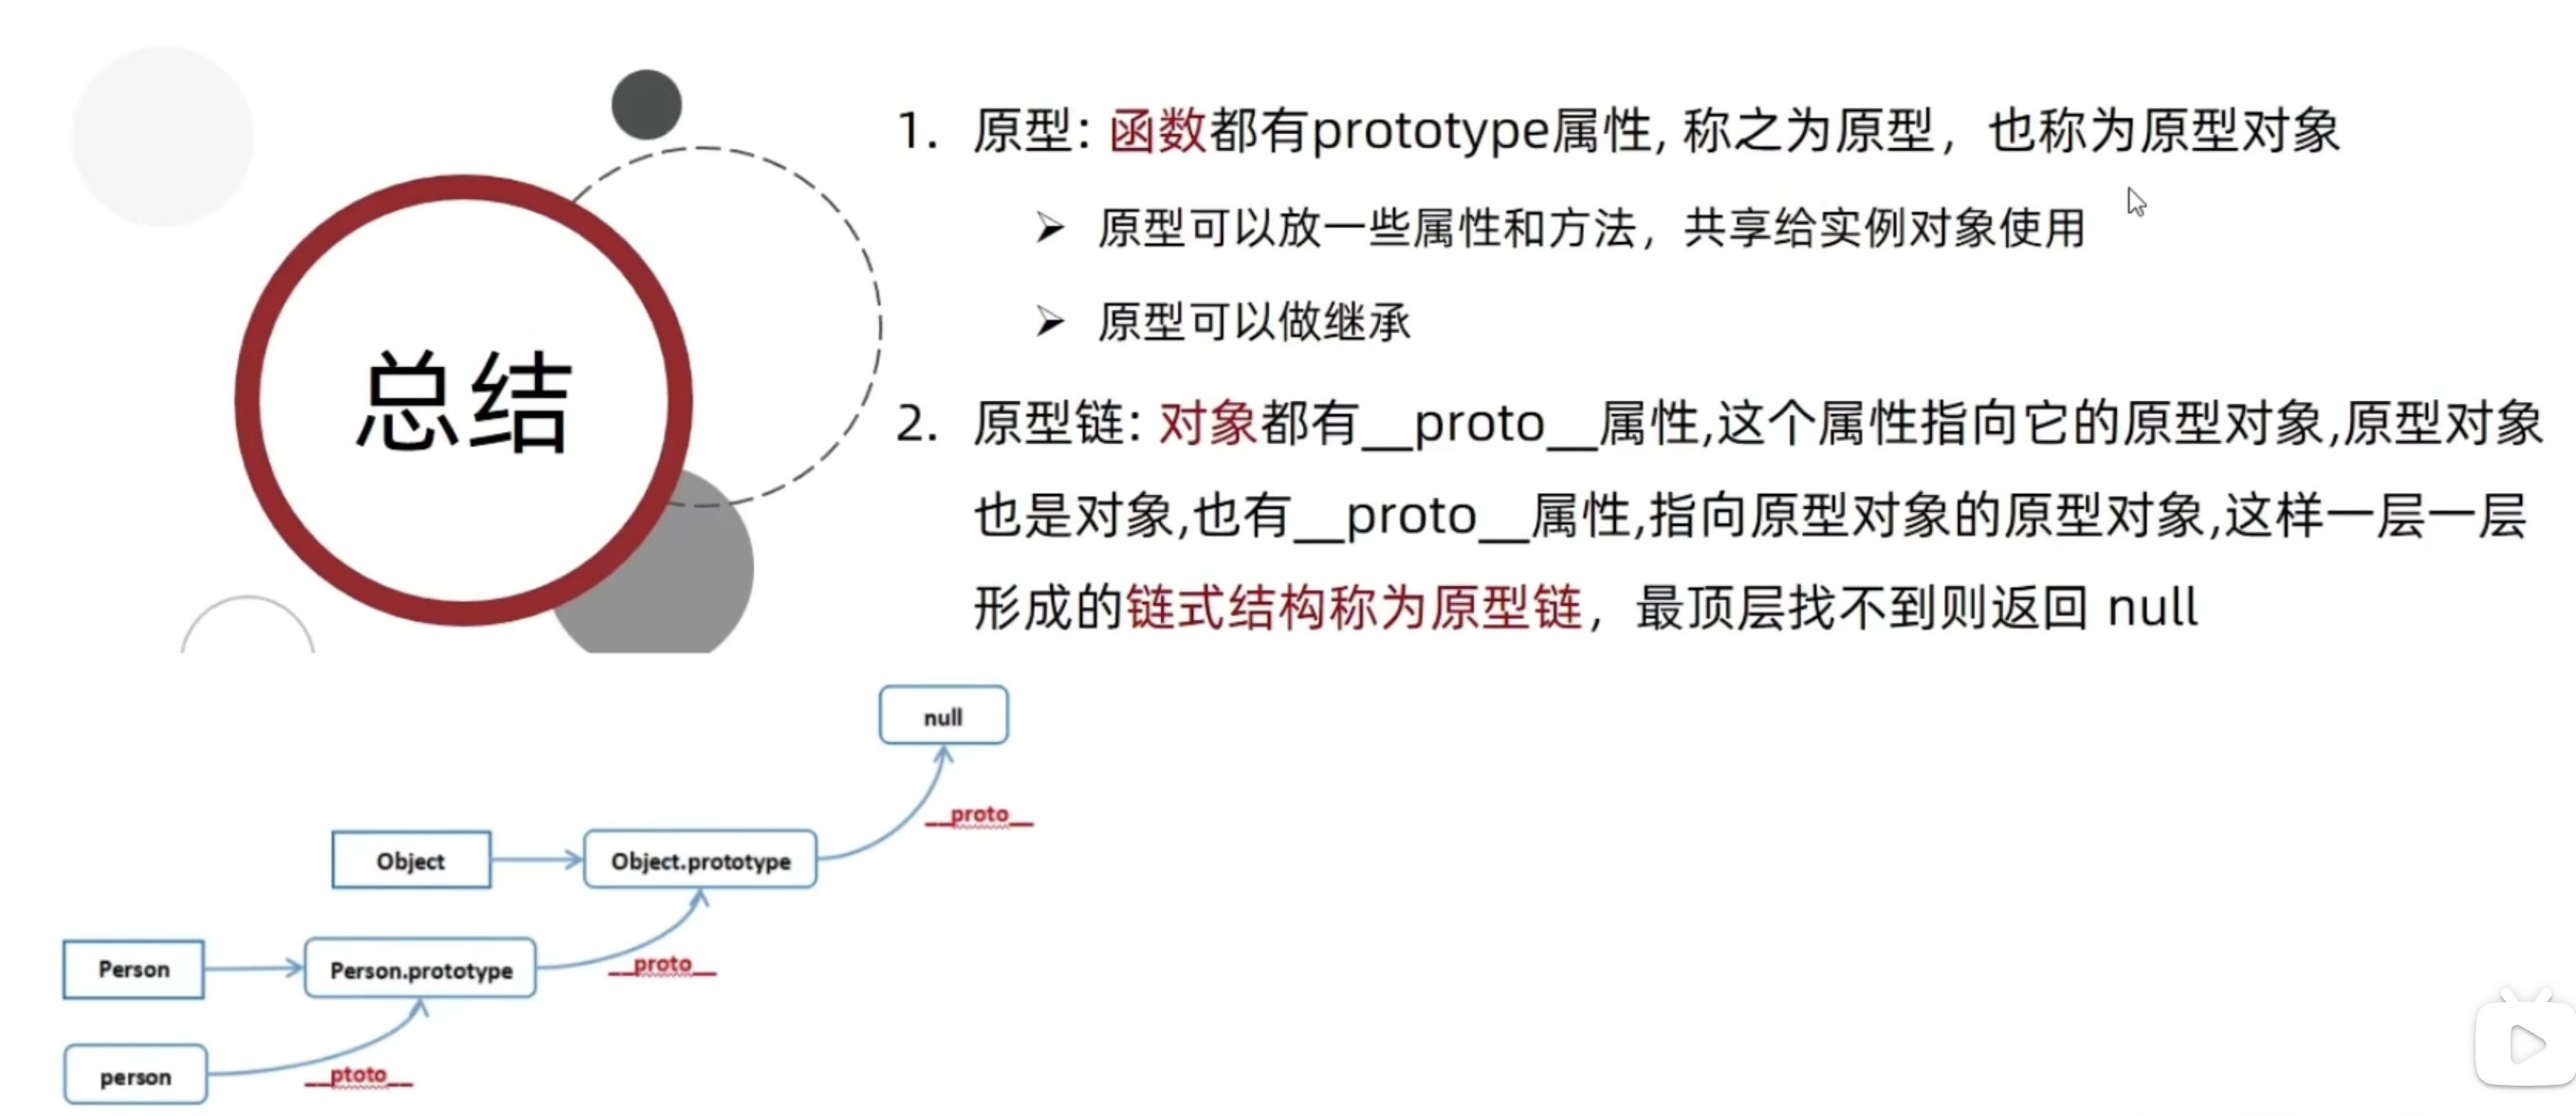 总结
1. 原型: 函数都有prototype属性, 称之为原型，也称为原型对象
➢ 原型可以放一些属性和方法，共享给实例对象使用
➢ 原型可以做继承
2. 原型链: 对象都有__proto__属性,这个属性指向它的原型对象,原型对象
也是对象,也有__proto__属性,指向原型对象的原型对象,这样一层一层
形成的链式结构称为原型链，最顶层找不到则返回 null
null
__proto__
Object
Object.prototype
__proto__
Person
Person.prototype
__ptoto__
person